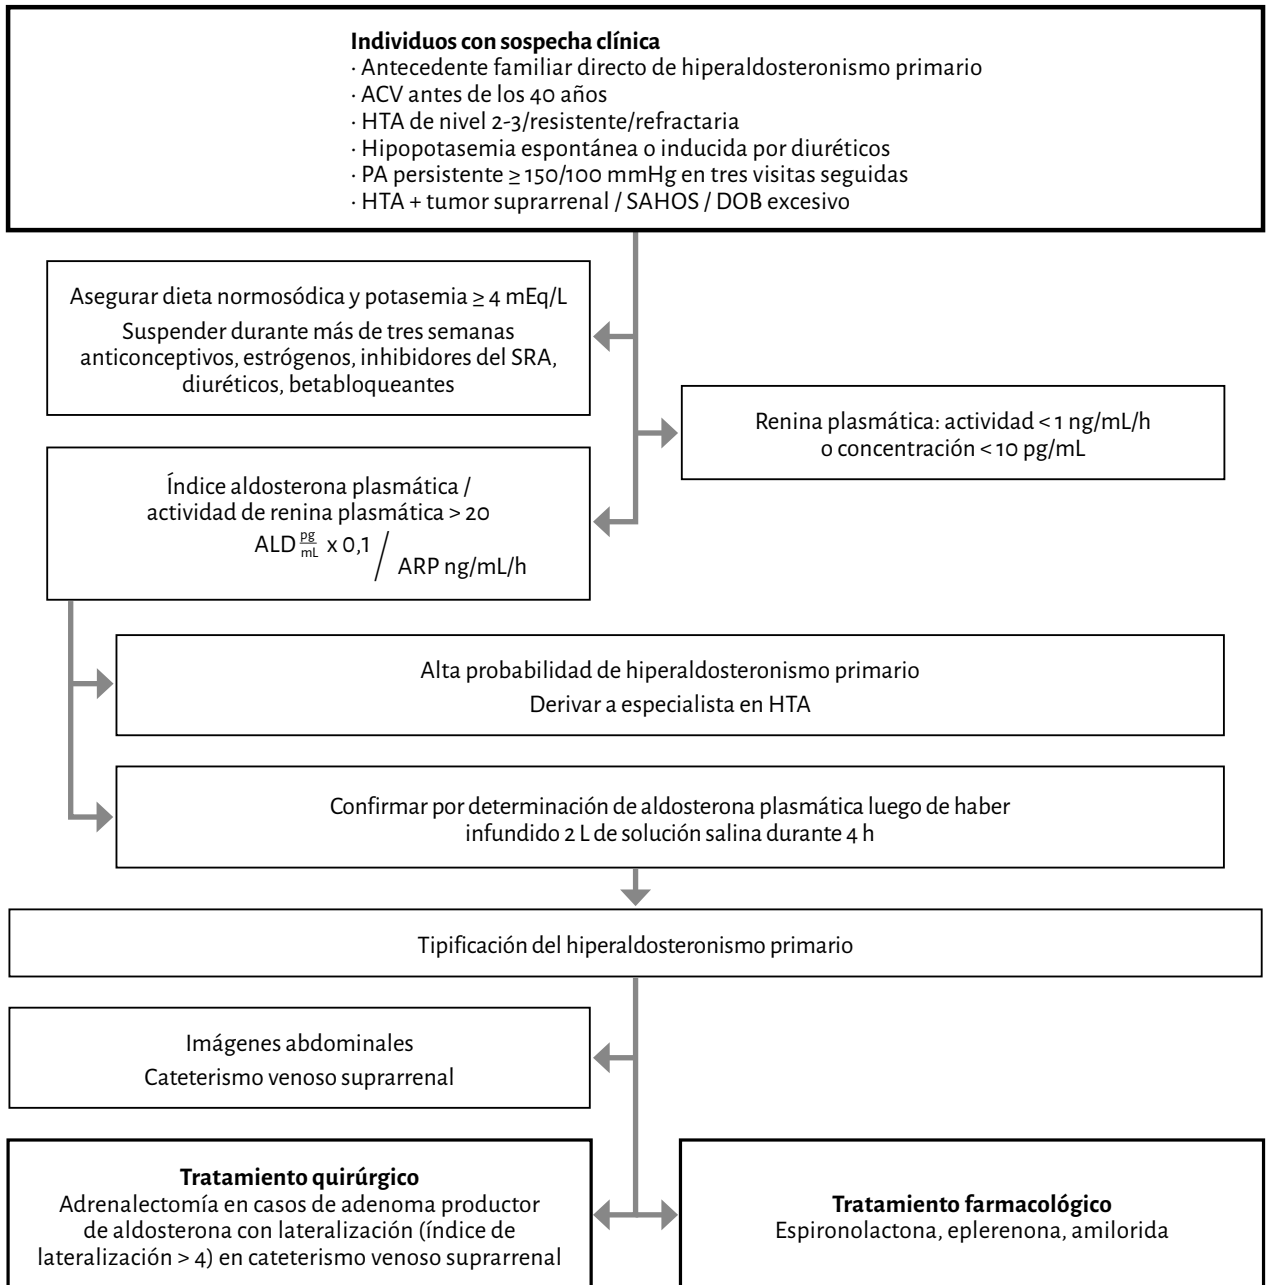 Individuos con sospecha clínica
· Antecedente familiar directo de hiperaldosteronismo primario
· ACV antes de los 40 años
· HTA de nivel 2-3/resistente/refractaria
· Hipopotasemia espontánea o inducida por diuréticos
· PA persistente ≥ 150/100 mmHg en tres visitas seguidas
· HTA + tumor suprarrenal / SAHOS / DOB excesivo
Asegurar dieta normosódica y potasemia ≥ 4 mEq/L
Suspender durante más de tres semanas
anticonceptivos, estrógenos, inhibidores del SRA,
diuréticos, betabloqueantes
Renina plasmática: actividad < 1 ng/mL/h
o concentración < 10 pg/mL
Índice aldosterona plasmática /
actividad de renina plasmática > 20
ALD pg/mL x 0,1 / ARP ng/mL/h
Alta probabilidad de hiperaldosteronismo primario
Derivar a especialista en HTA
Confirmar por determinación de aldosterona plasmática luego de haber
infundido 2 L de solución salina durante 4 h
Tipificación del hiperaldosteronismo primario
Imágenes abdominales
Cateterismo venoso suprarrenal
Tratamiento quirúrgico
Adrenalectomía en casos de adenoma productor
de aldosterona con lateralización (índice de
lateralización > 4) en cateterismo venoso suprarrenal
Tratamiento farmacológico
Espironolactona, eplerenona, amilorida